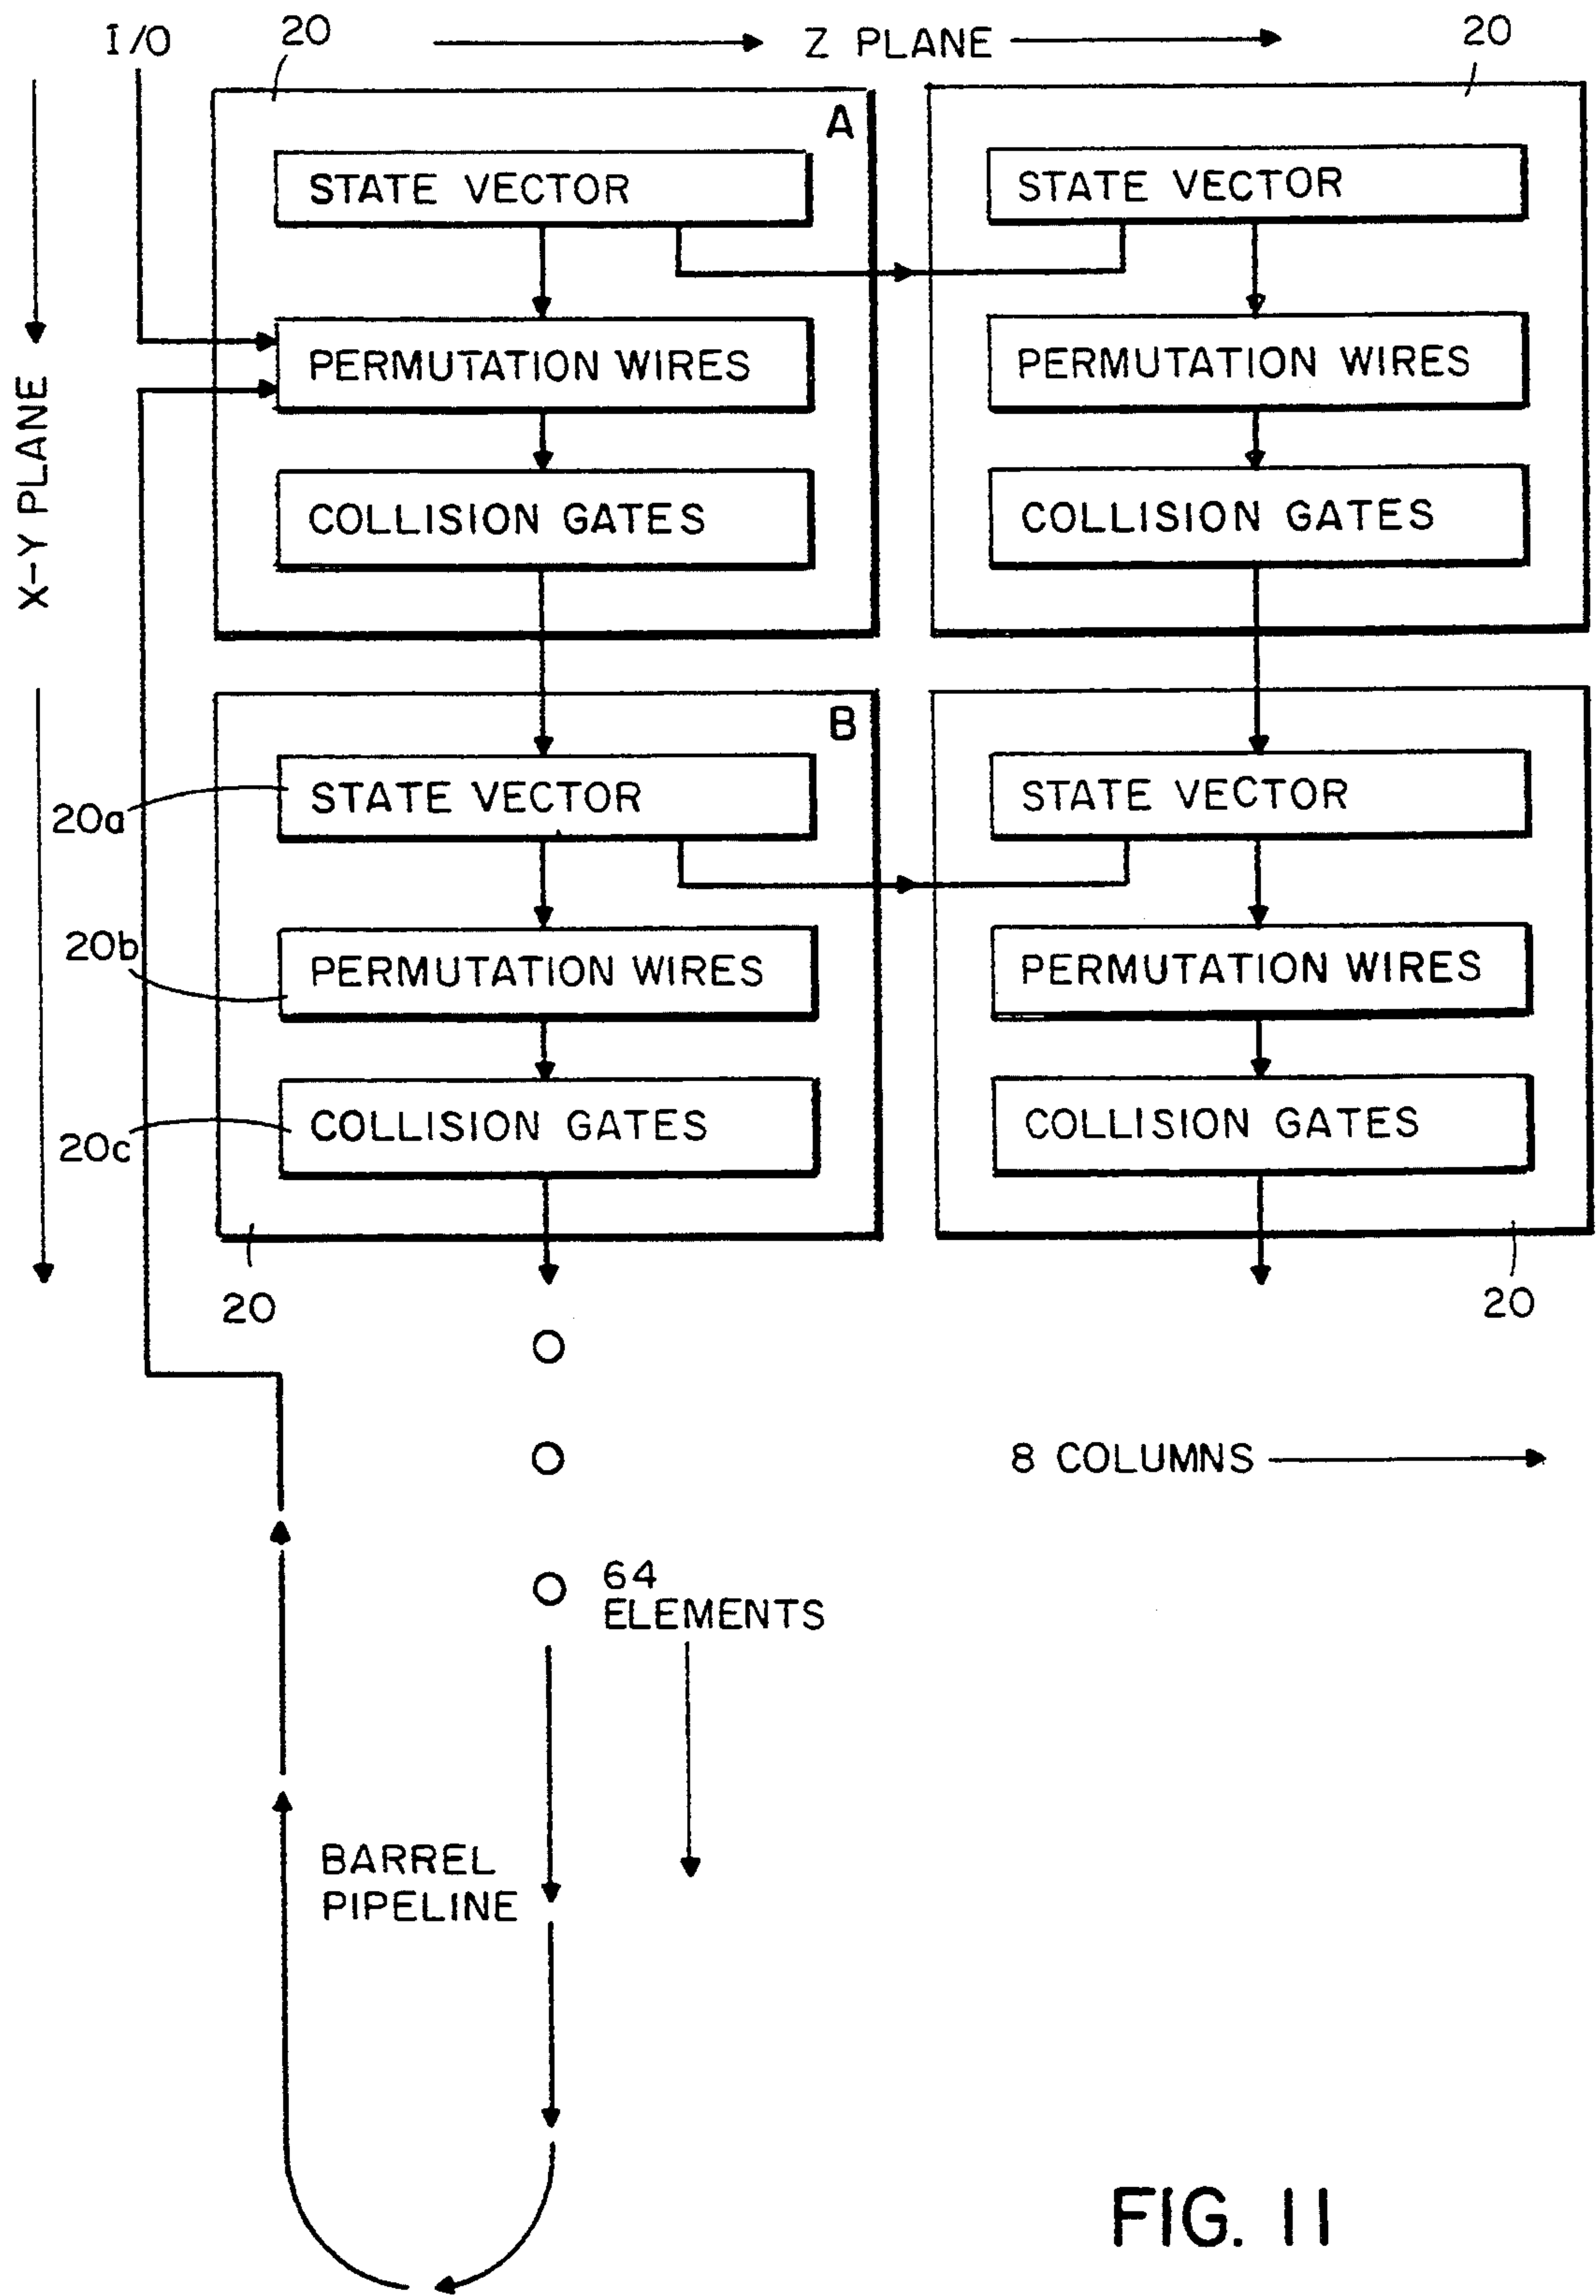 I/O
20
Z PLANE
20
X-Y PLANE
A
STATE VECTOR
STATE VECTOR
PERMUTATION WIRES
PERMUTATION WIRES
COLLISION GATES
COLLISION GATES
B
20a
STATE VECTOR
STATE VECTOR
20b
PERMUTATION WIRES
PERMUTATION WIRES
20c
COLLISION GATES
COLLISION GATES
20
20
8 COLUMNS
64
ELEMENTS
BARREL
PIPELINE
FIG. 11